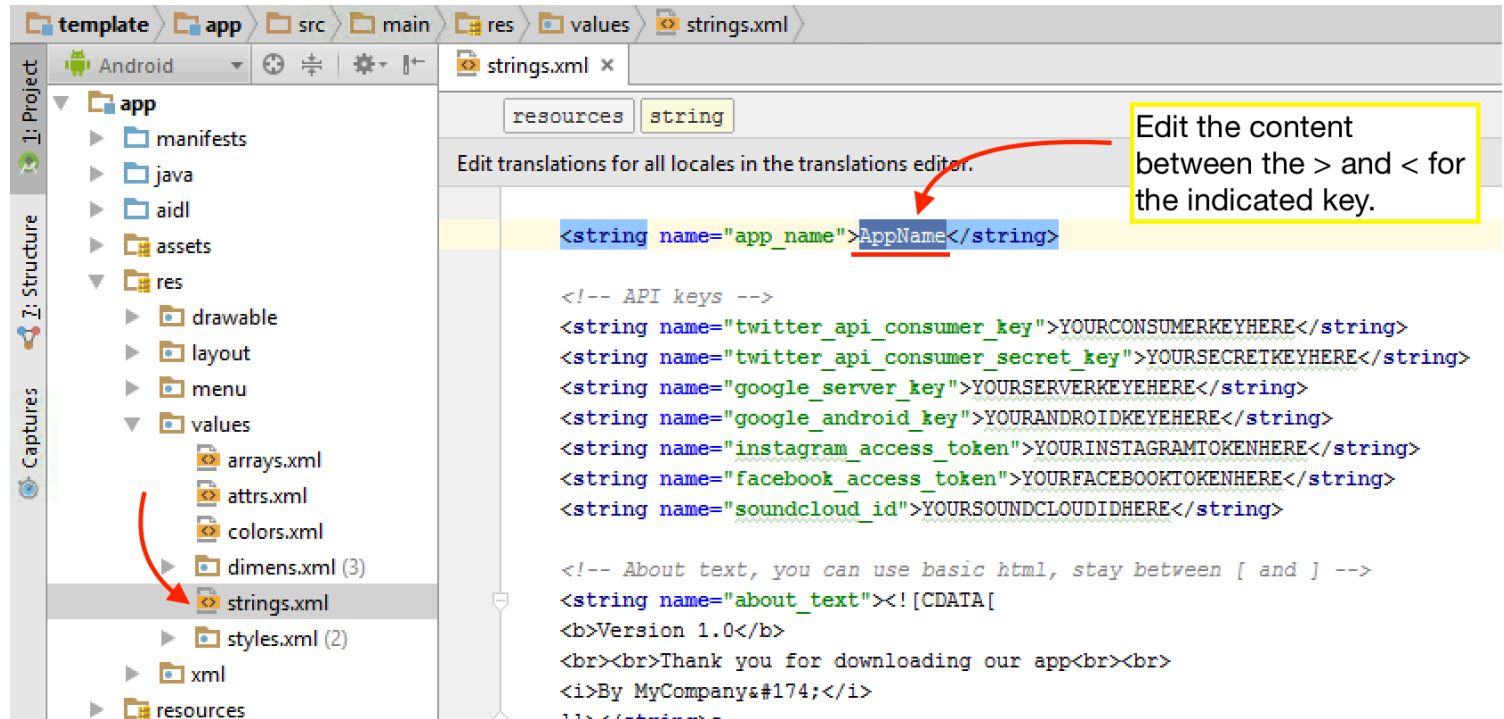 template app src main res values strings.xml
1: Project
7: Structure
Captures
Android
app
manifests
java
aidl
assets
res
drawable
layout
menu
values
arrays.xml
attrs.xml
colors.xml
dimens.xml (3)
strings.xml
styles.xml (2)
xml
resources
strings.xml
resources string
Edit translations for all locales in the translations editor.
Edit the content
between the > and < for
the indicated key.
<string name="app_name">AppName</string>
<!-- API keys -->
<string name="twitter_api_consumer_key">YOURCONSUMERKEYHERE</string>
<string name="twitter_api_consumer_secret_key">YOURSECRETKEYHERE</string>
<string name="google_server_key">YOURSERVERKEYEHERE</string>
<string name="google_android_key">YOURANDROIDKEYEHERE</string>
<string name="instagram_access_token">YOURINSTAGRAMTOKENHERE</string>
<string name="facebook_access_token">YOURFACEBOOKTOKENHERE</string>
<string name="soundcloud_id">YOURSOUNDCLOUDIDHERE</string>
<!-- About text, you can use basic html, stay between [ and ] -->
<string name="about_text"><![CDATA[
<b>Version 1.0</b>
<br><br>Thank you for downloading our app<br><br>
<i>By MyCompany&#174;</i>